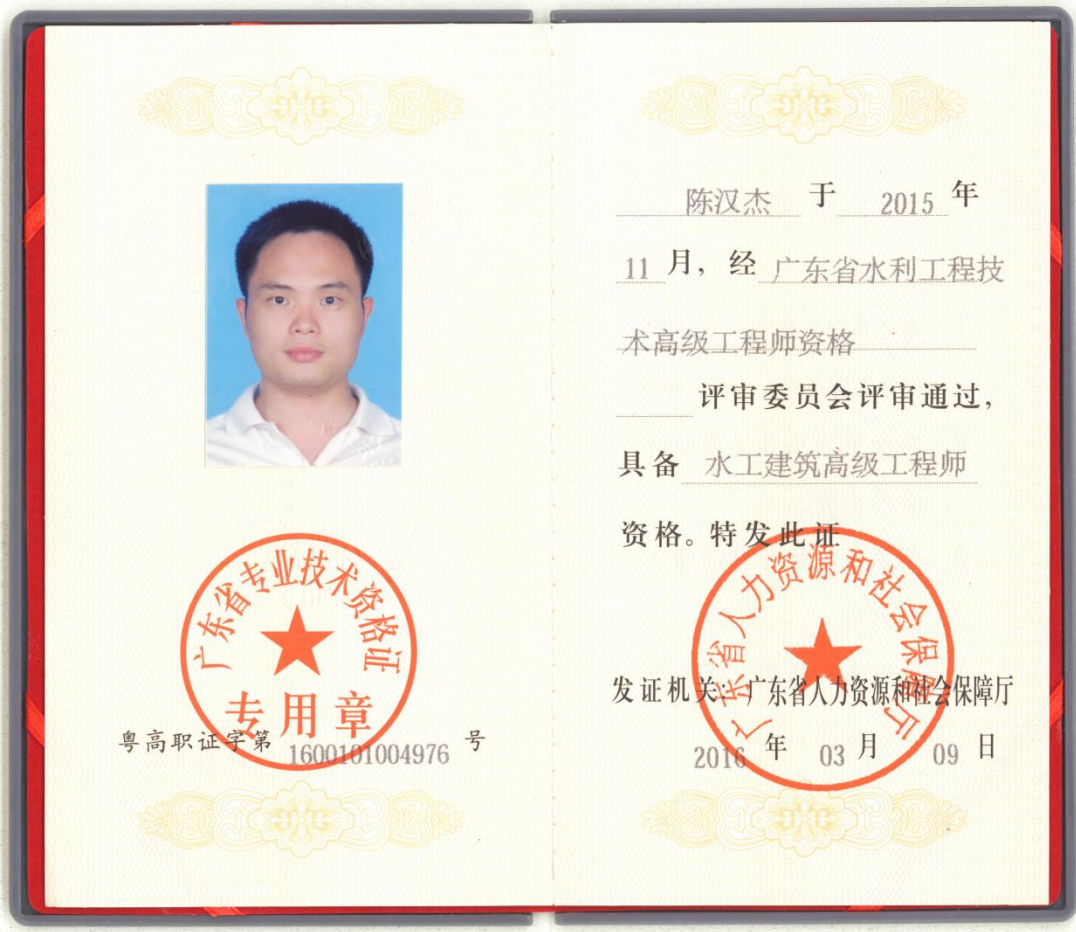 广东省专业技术资格证
专用章
粤高职证字第 1600101004976 号
陈汉杰 于 2015 年
11 月，经 广东省水利工程技
术高级工程师资格
评审委员会评审通过，
具备 水工建筑高级工程师
资格。特发此证
广东省人力资源和社会保障厅
发证机关：广东省人力资源和社会保障厅
2016 年 03 月 09 日